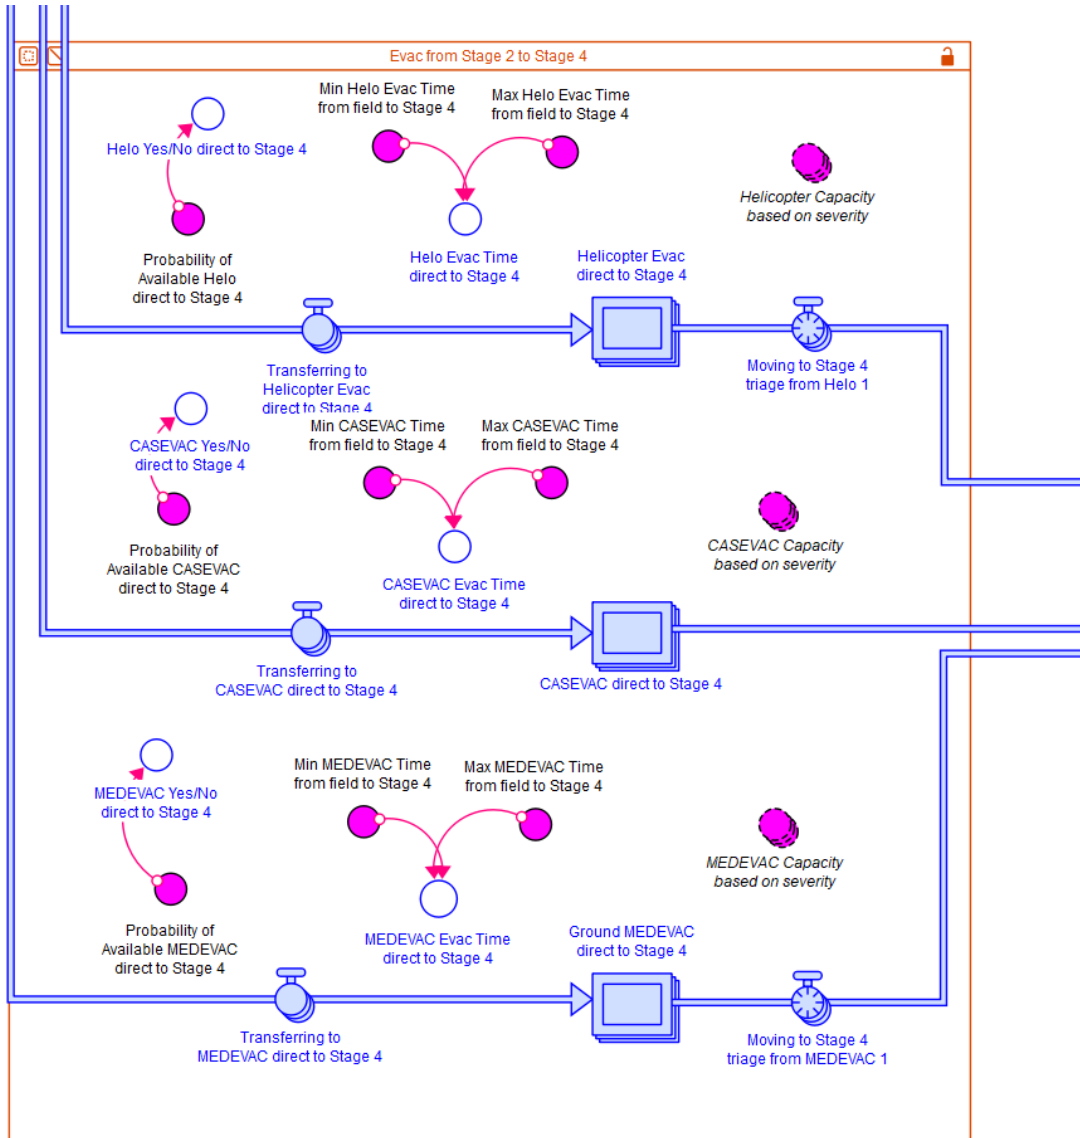 Evac from Stage 2 to Stage 4
Min Helo Evac Time
from field to Stage 4
Max Helo Evac Time
from field to Stage 4
Helo Yes/No direct to Stage 4
Helicopter Capacity
based on severity
Probability of
Available Helo
direct to Stage 4
Helo Evac Time
direct to Stage 4
Helicopter Evac
direct to Stage 4
Transferring to
Helicopter Evac
direct to Stage 4
Moving to Stage 4
triage from Helo 1
Min CASEVAC Time
from field to Stage 4
Max CASEVAC Time
from field to Stage 4
CASEVAC Yes/No
direct to Stage 4
CASEVAC Capacity
based on severity
Probability of
Available CASEVAC
direct to Stage 4
CASEVAC Evac Time
direct to Stage 4
Transferring to
CASEVAC direct to Stage 4
CASEVAC direct to Stage 4
Min MEDEVAC Time
from field to Stage 4
Max MEDEVAC Time
from field to Stage 4
MEDEVAC Yes/No
direct to Stage 4
MEDEVAC Capacity
based on severity
Probability of
Available MEDEVAC
direct to Stage 4
MEDEVAC Evac Time
direct to Stage 4
Ground MEDEVAC
direct to Stage 4
Transferring to
MEDEVAC direct to Stage 4
Moving to Stage 4
triage from MEDEVAC 1